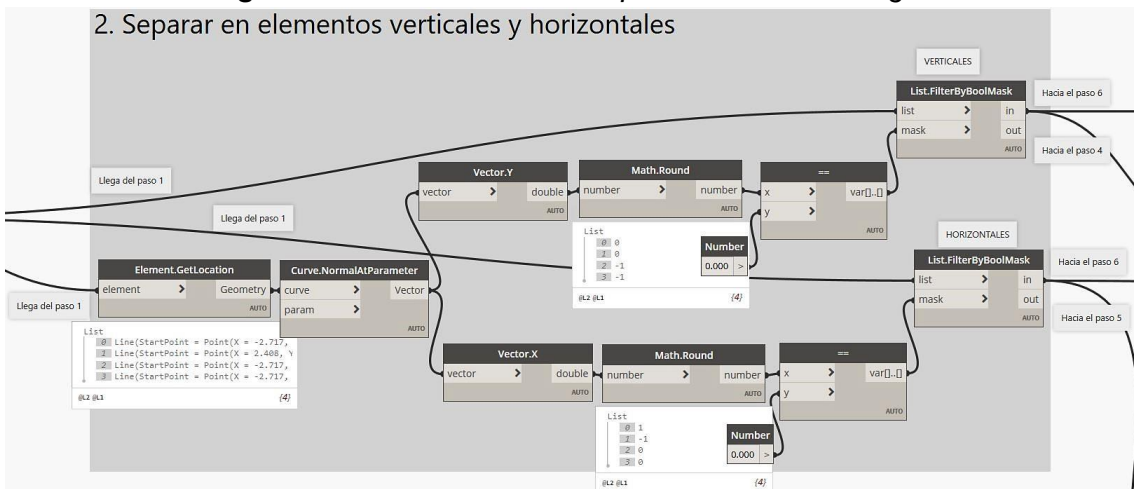 2. Separar en elementos verticales y horizontales
VERTICALES
List.FilterByBoolMask
list > in
mask > out
AUTO
Hacia el paso 6
Hacia el paso 4
Llega del paso 1
Llega del paso 1
Vector.Y
vector > double
AUTO
Math.Round
number > number
AUTO
==
x > var[]..[]
y >
AUTO
List
0 0
1 0
2 -1
3 -1
@L2 @L1 {4}
Number
0.000 >
HORIZONTALES
List.FilterByBoolMask
list > in
mask > out
AUTO
Hacia el paso 6
Hacia el paso 5
Llega del paso 1
Element.GetLocation
element > Geometry
AUTO
Curve.NormalAtParameter
curve > Vector
param >
AUTO
List
0 Line(StartPoint = Point(X = -2.717,
1 Line(StartPoint = Point(X = 2.408, Y
2 Line(StartPoint = Point(X = -2.717,
3 Line(StartPoint = Point(X = -2.717,
@L2 @L1 {4}
Vector.X
vector > double
AUTO
Math.Round
number > number
AUTO
==
x > var[]..[]
y >
AUTO
List
0 1
1 -1
2 0
3 0
@L2 @L1 {4}
Number
0.000 >